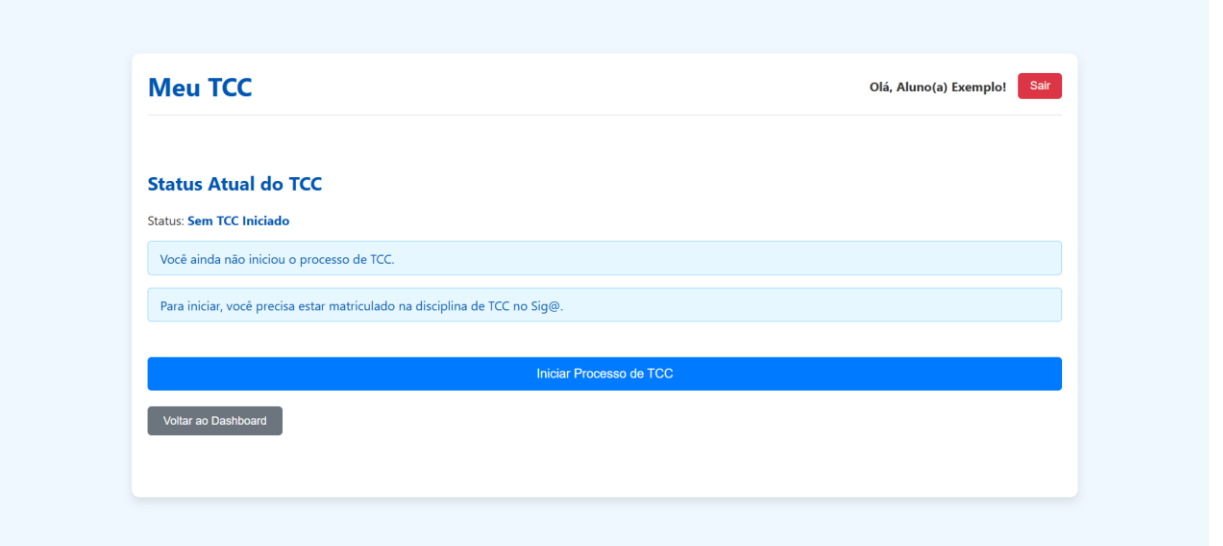 Meu TCC
Olá, Aluno(a) Exemplo!
Sair
Status Atual do TCC
Status: Sem TCC Iniciado
Você ainda não iniciou o processo de TCC.
Para iniciar, você precisa estar matriculado na disciplina de TCC no Sig@.
Iniciar Processo de TCC
Voltar ao Dashboard